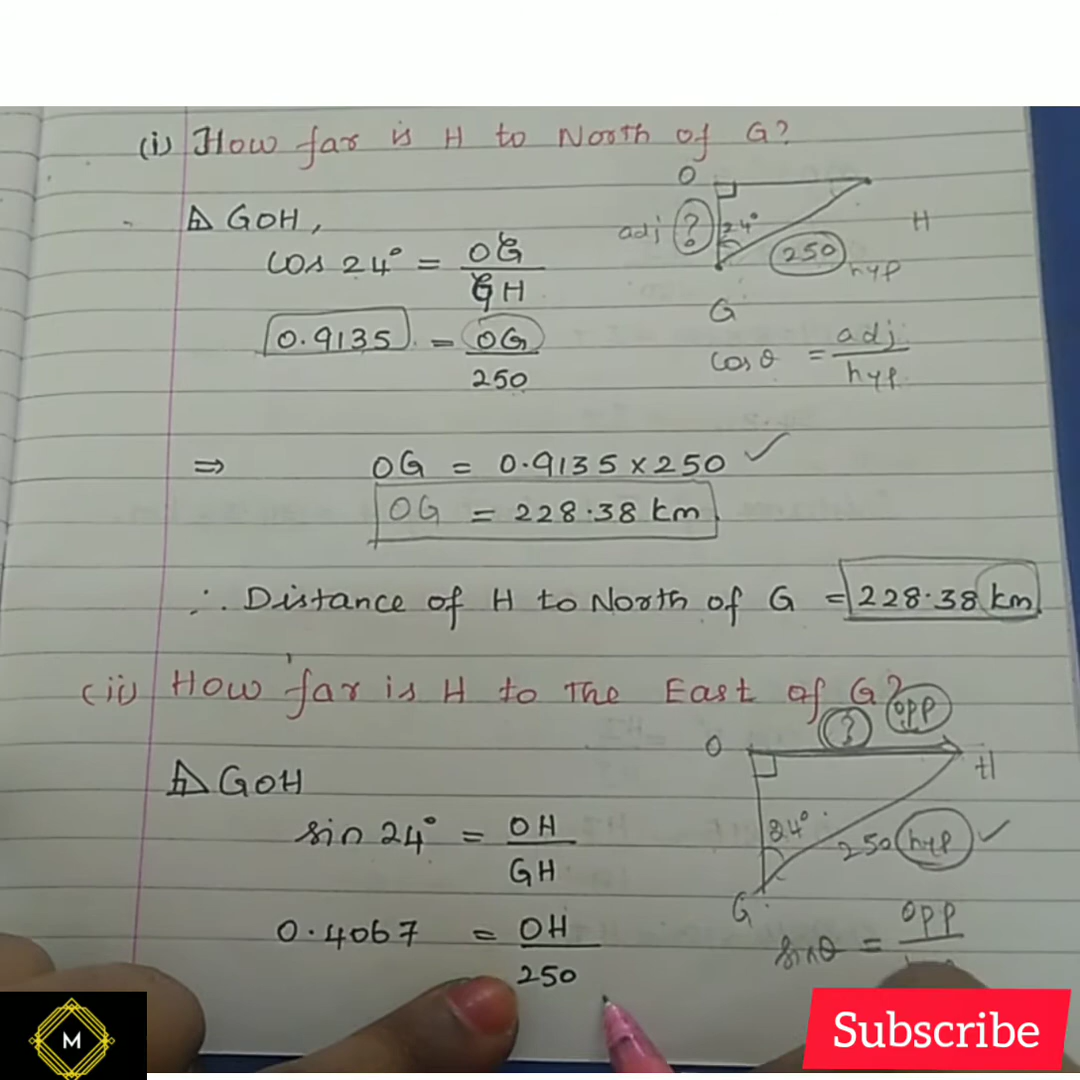 (i) How far is H to North of G?
O
△ GOH,
adj ? 24° H
cos 24° = OG / GH
250 hyp
G
0.9135 = OG / 250
cos θ = adj / hyp
⇒ OG = 0.9135 x 250 ✓
OG = 228.38 km
∴ Distance of H to North of G = 228.38 km
(ii) How far is H to The East of G?
? opp
O H
△ GOH
sin 24° = OH / GH
24° 250 hyp ✓
G
0.4067 = OH / 250
sinθ = opp /
M
Subscribe